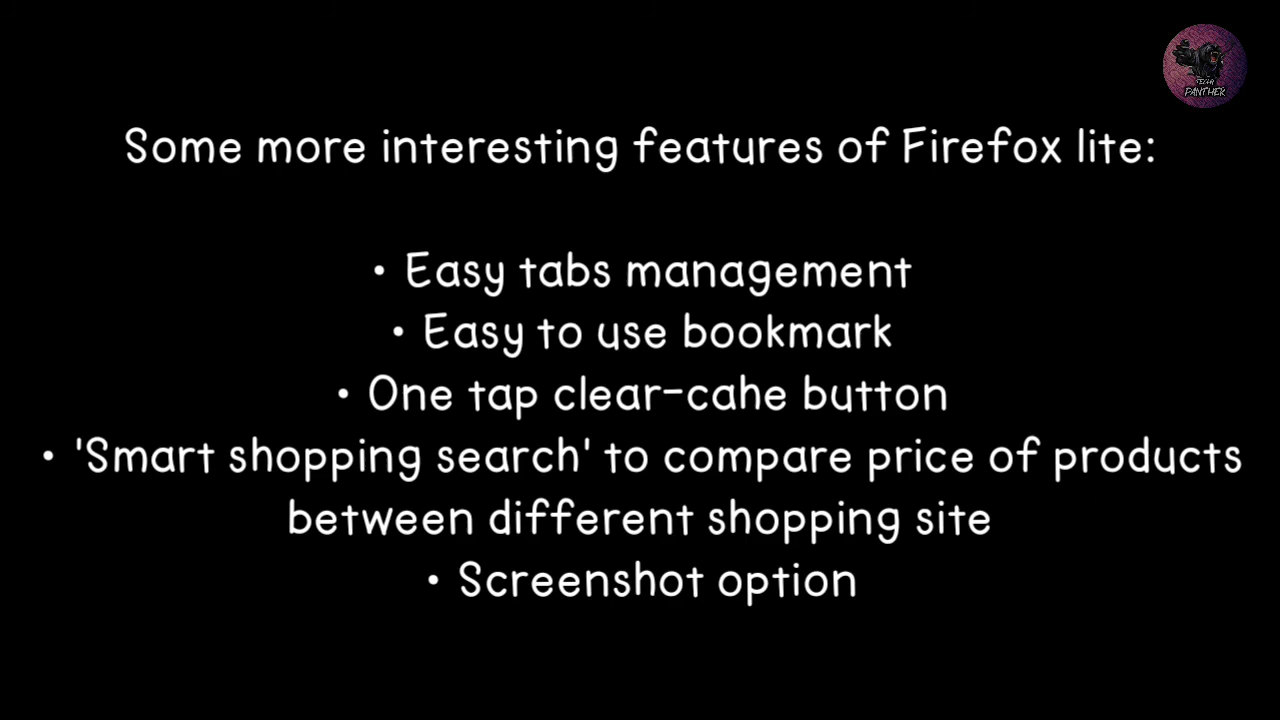 TECHY
PANTHER
Some more interesting features of Firefox lite:
• Easy tabs management
• Easy to use bookmark
• One tap clear-cahe button
• 'Smart shopping search' to compare price of products
between different shopping site
• Screenshot option